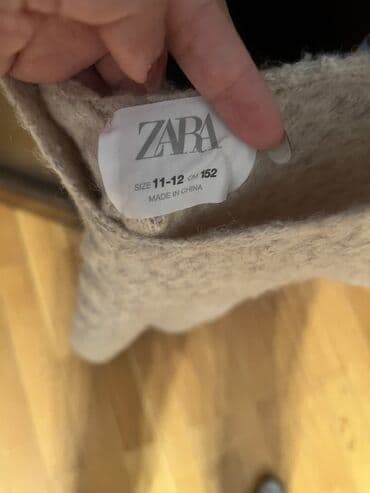 ZARA
SIZE 11-12 CM 152
MADE IN CHINA